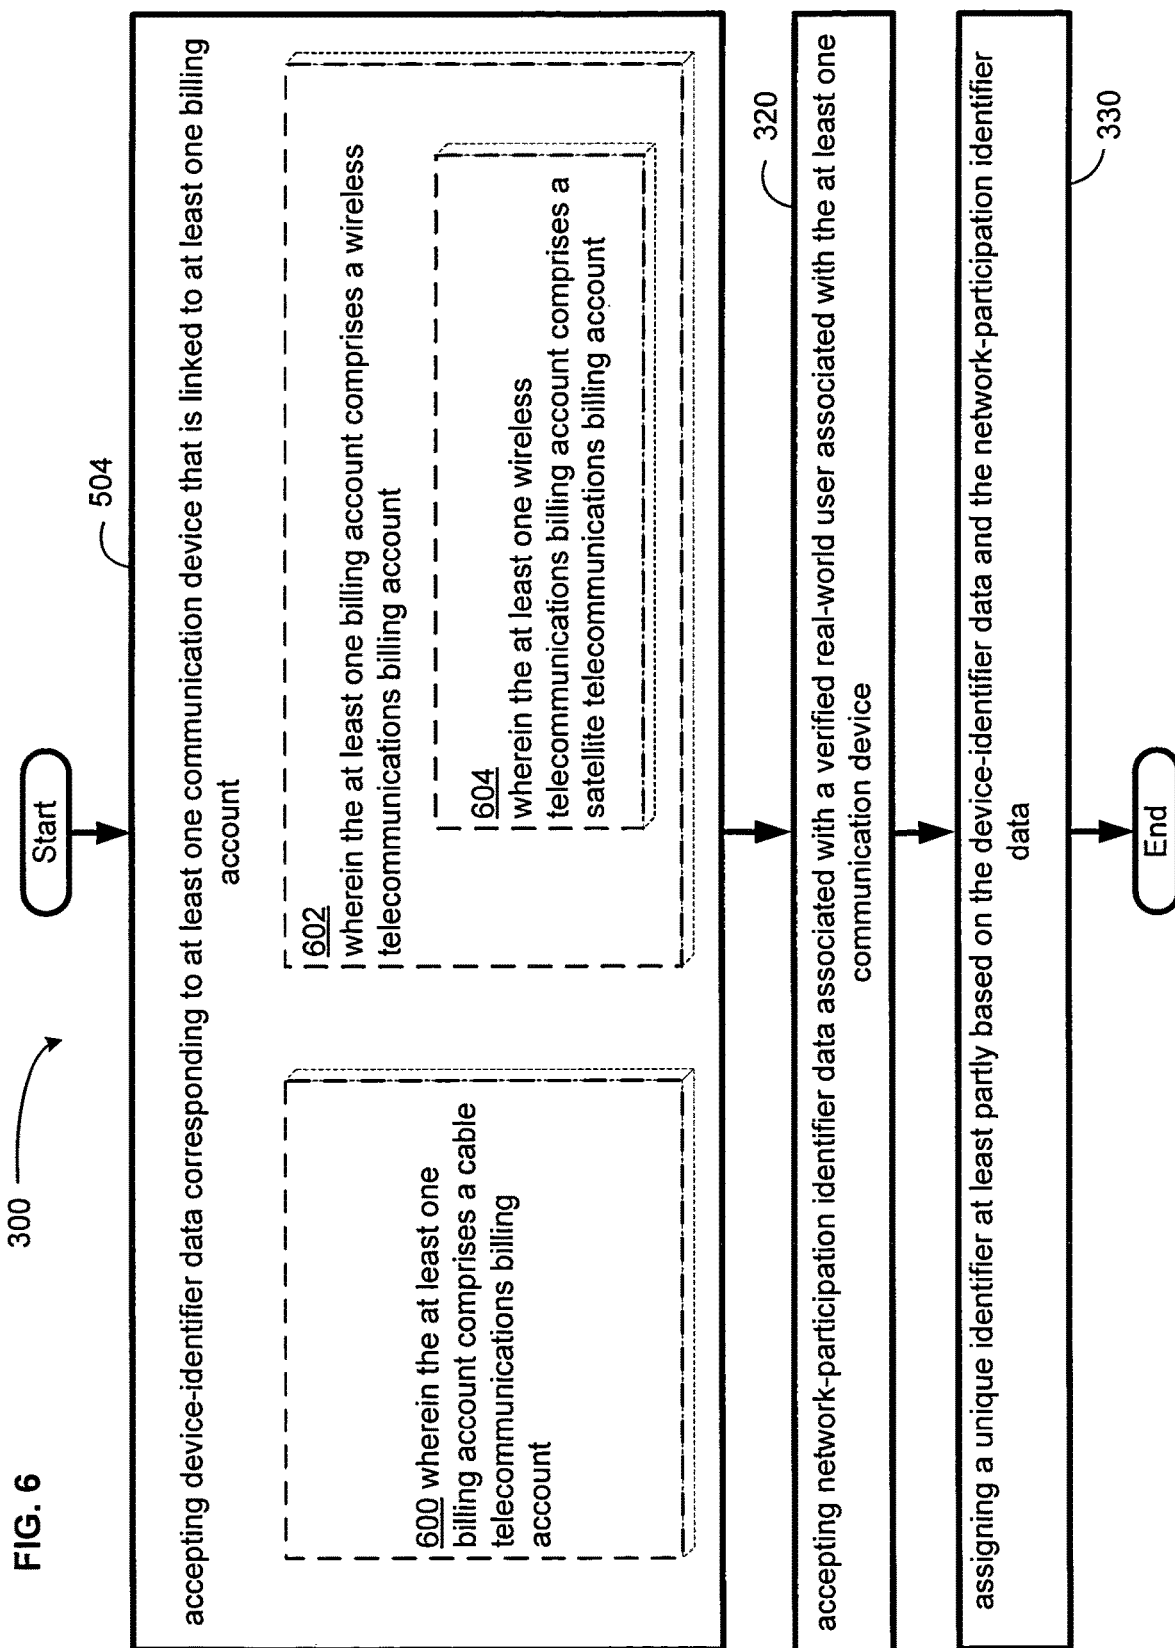 FIG. 6
300
Start
504
accepting device-identifier data corresponding to at least one communication device that is linked to at least one billing
account
600 wherein the at least one
billing account comprises a cable
telecommunications billing
account
602
wherein the at least one billing account comprises a wireless
telecommunications billing account
604
wherein the at least one wireless
telecommunications billing account comprises a
satellite telecommunications billing account
320
accepting network-participation identifier data associated with a verified real-world user associated with the at least one
communication device
330
assigning a unique identifier at least partly based on the device-identifier data and the network-participation identifier
data
End